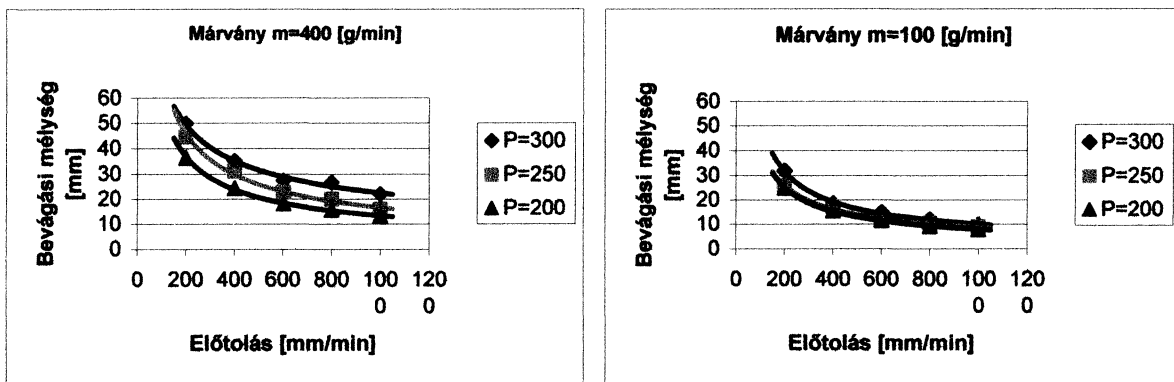 Márvány m=400 [g/min]
Bevágási mélység
[mm]
60
50
40
30
20
10
0
0 200 400 600 800 100 120
0 0
Előtolás [mm/min]
P=300
P=250
P=200
Márvány m=100 [g/min]
Bevágási mélység
[mm]
60
50
40
30
20
10
0
0 200 400 600 800 100 120
0 0
Előtolás [mm/min]
P=300
P=250
P=200